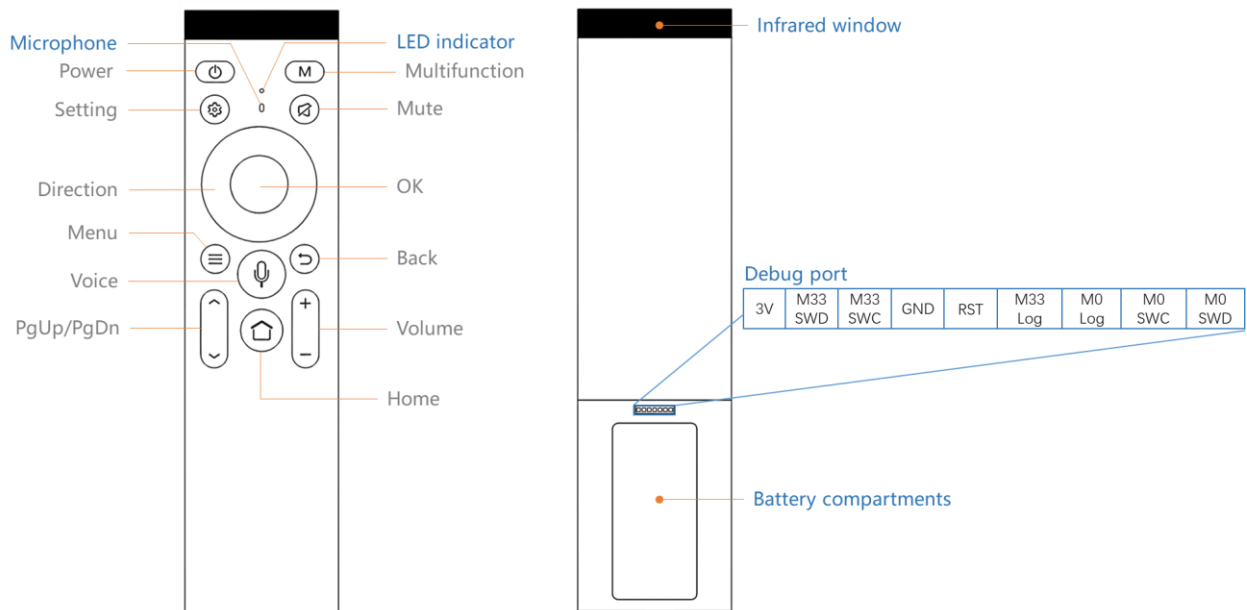 Microphone
LED indicator
Power
M
Multifunction
Setting
Mute
Direction
OK
Menu
Back
Voice
PgUp/PgDn
+
Volume
−
Home
Infrared window
Debug port
3V
M33
SWD
M33
SWC
GND
RST
M33
Log
M0
Log
M0
SWC
M0
SWD
Battery compartments